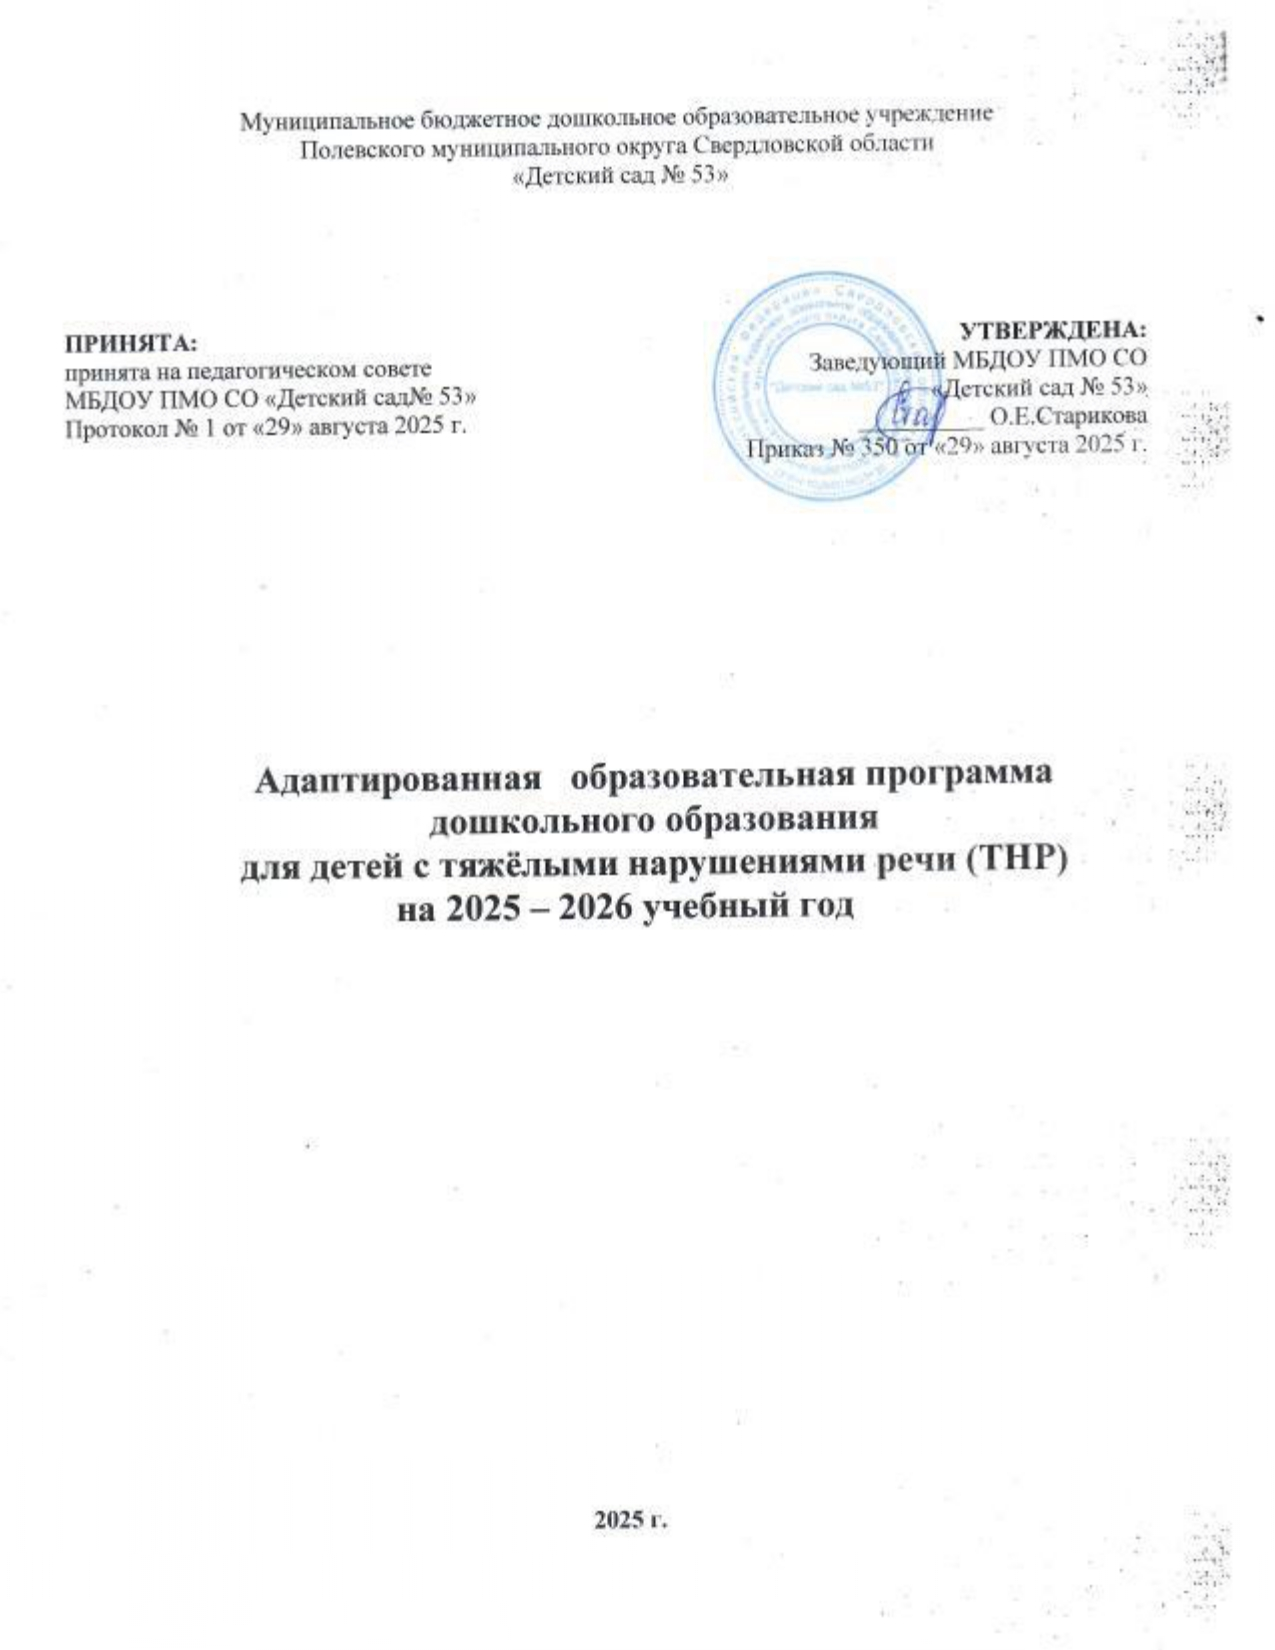 Муниципальное бюджетное дошкольное образовательное учреждение
Полевского муниципального округа Свердловской области
«Детский сад № 53»
ПРИНЯТА:
принята на педагогическом совете
МБДОУ ПМО СО «Детский сад№ 53»
Протокол № 1 от «29» августа 2025 г.
УТВЕРЖДЕНА:
Заведующий МБДОУ ПМО СО
«Детский сад № 53»
О.Е.Старикова
Приказ № 350 от «29» августа 2025 г.
Адаптированная образовательная программа
дошкольного образования
для детей с тяжёлыми нарушениями речи (ТНР)
на 2025 – 2026 учебный год
2025 г.